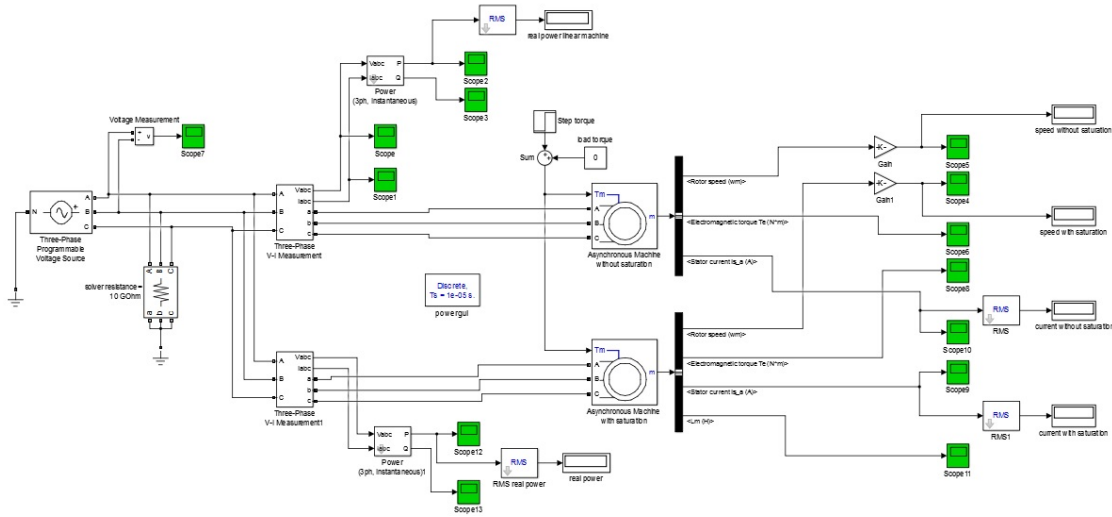 RMS
real power linear machine
Vabc P
Iabc Q
Power
(3ph, Instantaneous)
Scope2
Scope3
Voltage Measurement
+
-
v
Scope7
Scope
Scope1
Step torque
load torque
0
Sum
-K-
Gain
Scope5
speed without saturation
-K-
Gain1
Scope4
speed with saturation
N
A
B
C
Three-Phase
Programmable
Voltage Source
A B C
a b c
solver resistance =
10 GOhm
A
B
C
Vabc
Iabc
a
b
c
Three-Phase
V-I Measurement
Tm
A
B
C
m
Asynchronous Machine
without saturation
<Rotor speed (wm)>
<Electromagnetic torque Te (N*m)>
<Stator current is_a (A)>
Scope6
Scope8
Discrete,
Ts = 1e-05 s.
powergui
RMS
RMS
current without saturation
Scope10
A
B
C
Vabc
Iabc
a
b
c
Three-Phase
V-I Measurement1
Tm
A
B
C
m
Asynchronous Machine
with saturation
<Rotor speed (wm)>
<Electromagnetic torque Te (N*m)>
<Stator current is_a (A)>
<Lm (H)>
Scope9
RMS
RMS1
current with saturation
Scope11
Vabc P
Iabc Q
Power
(3ph, Instantaneous)1
Scope12
RMS
RMS real power
real power
Scope13